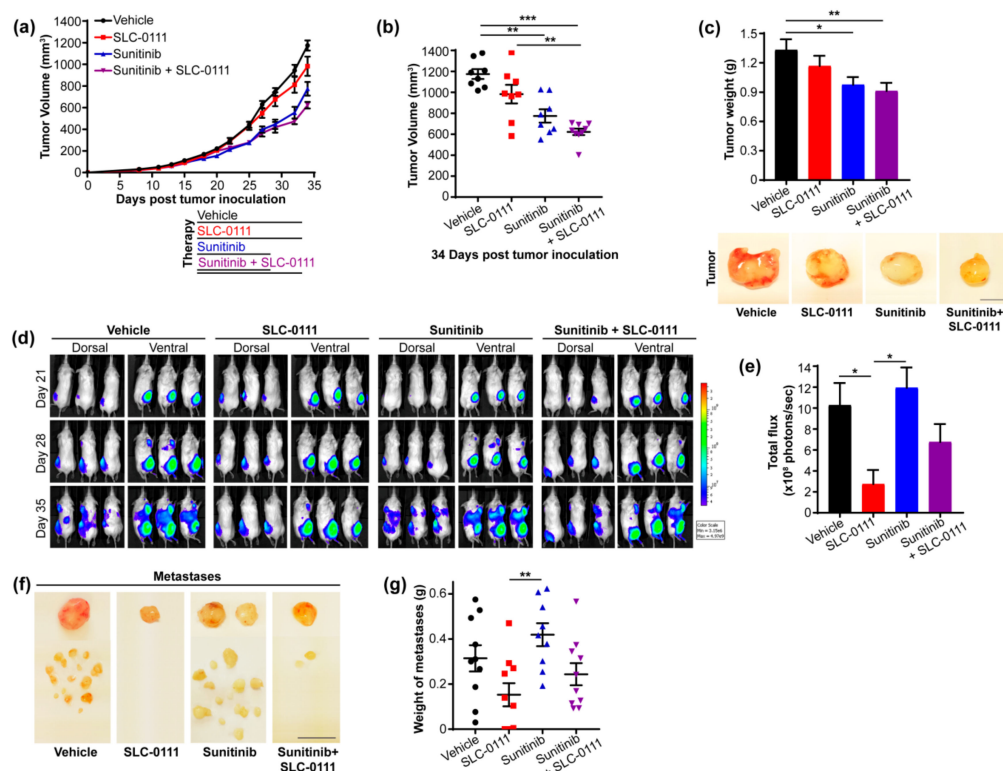 (a)
Vehicle
SLC-0111
Sunitinib
Sunitinib + SLC-0111
Tumor Volume (mm³)
1400
1200
1000
800
600
400
200
0
0 5 10 15 20 25 30 35
Days post tumor inoculation
Therapy
Vehicle
SLC-0111
Sunitinib
Sunitinib + SLC-0111
(b)
***
**
**
Tumor Volume (mm³)
1400
1200
1000
800
600
400
200
0
Vehicle
SLC-0111
Sunitinib
Sunitinib + SLC-0111
34 Days post tumor inoculation
(c)
**
*
Tumor weight (g)
1.5
1.0
0.5
0.0
Vehicle
SLC-0111
Sunitinib
Sunitinib + SLC-0111
Tumor
Vehicle SLC-0111 Sunitinib Sunitinib+
SLC-0111
(d)
Vehicle SLC-0111 Sunitinib Sunitinib + SLC-0111
Dorsal Ventral Dorsal Ventral Dorsal Ventral Dorsal Ventral
Day 21
Day 28
Day 35
Color Scale
(e)
*
*
Total flux
(x10⁸ photons/sec)
14
12
10
8
6
4
2
0
Vehicle
SLC-0111
Sunitinib
Sunitinib + SLC-0111
(f)
Metastases
Vehicle SLC-0111 Sunitinib Sunitinib+
SLC-0111
(g)
**
Weight of metastases (g)
0.6
0.4
0.2
0
Vehicle
SLC-0111
Sunitinib
Sunitinib + SLC-0111